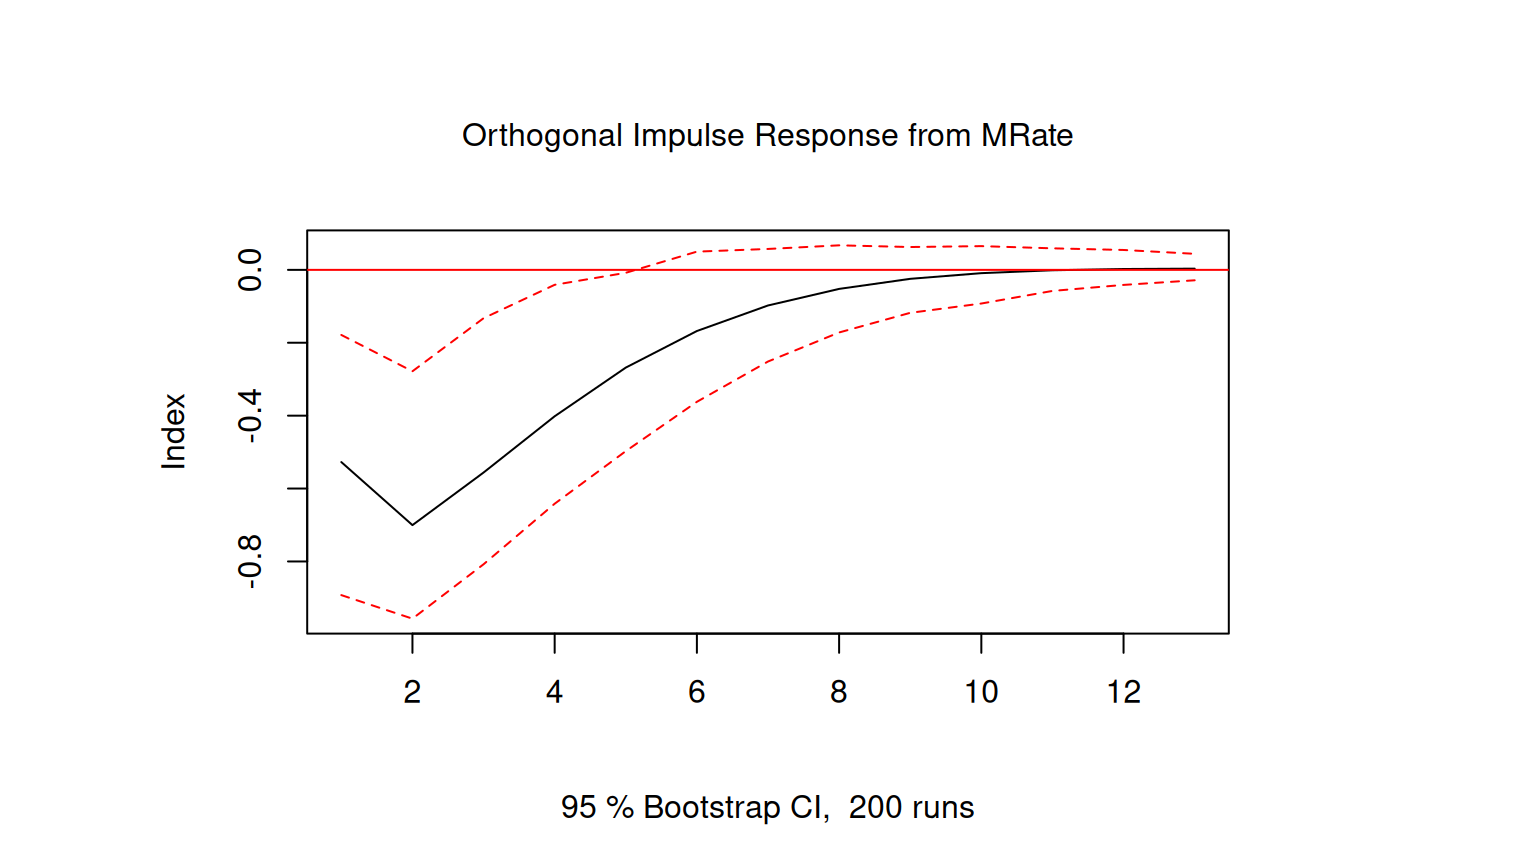 Orthogonal Impulse Response from MRate
Index
0.0
-0.4
-0.8
2 4 6 8 10 12
95 % Bootstrap CI,  200 runs